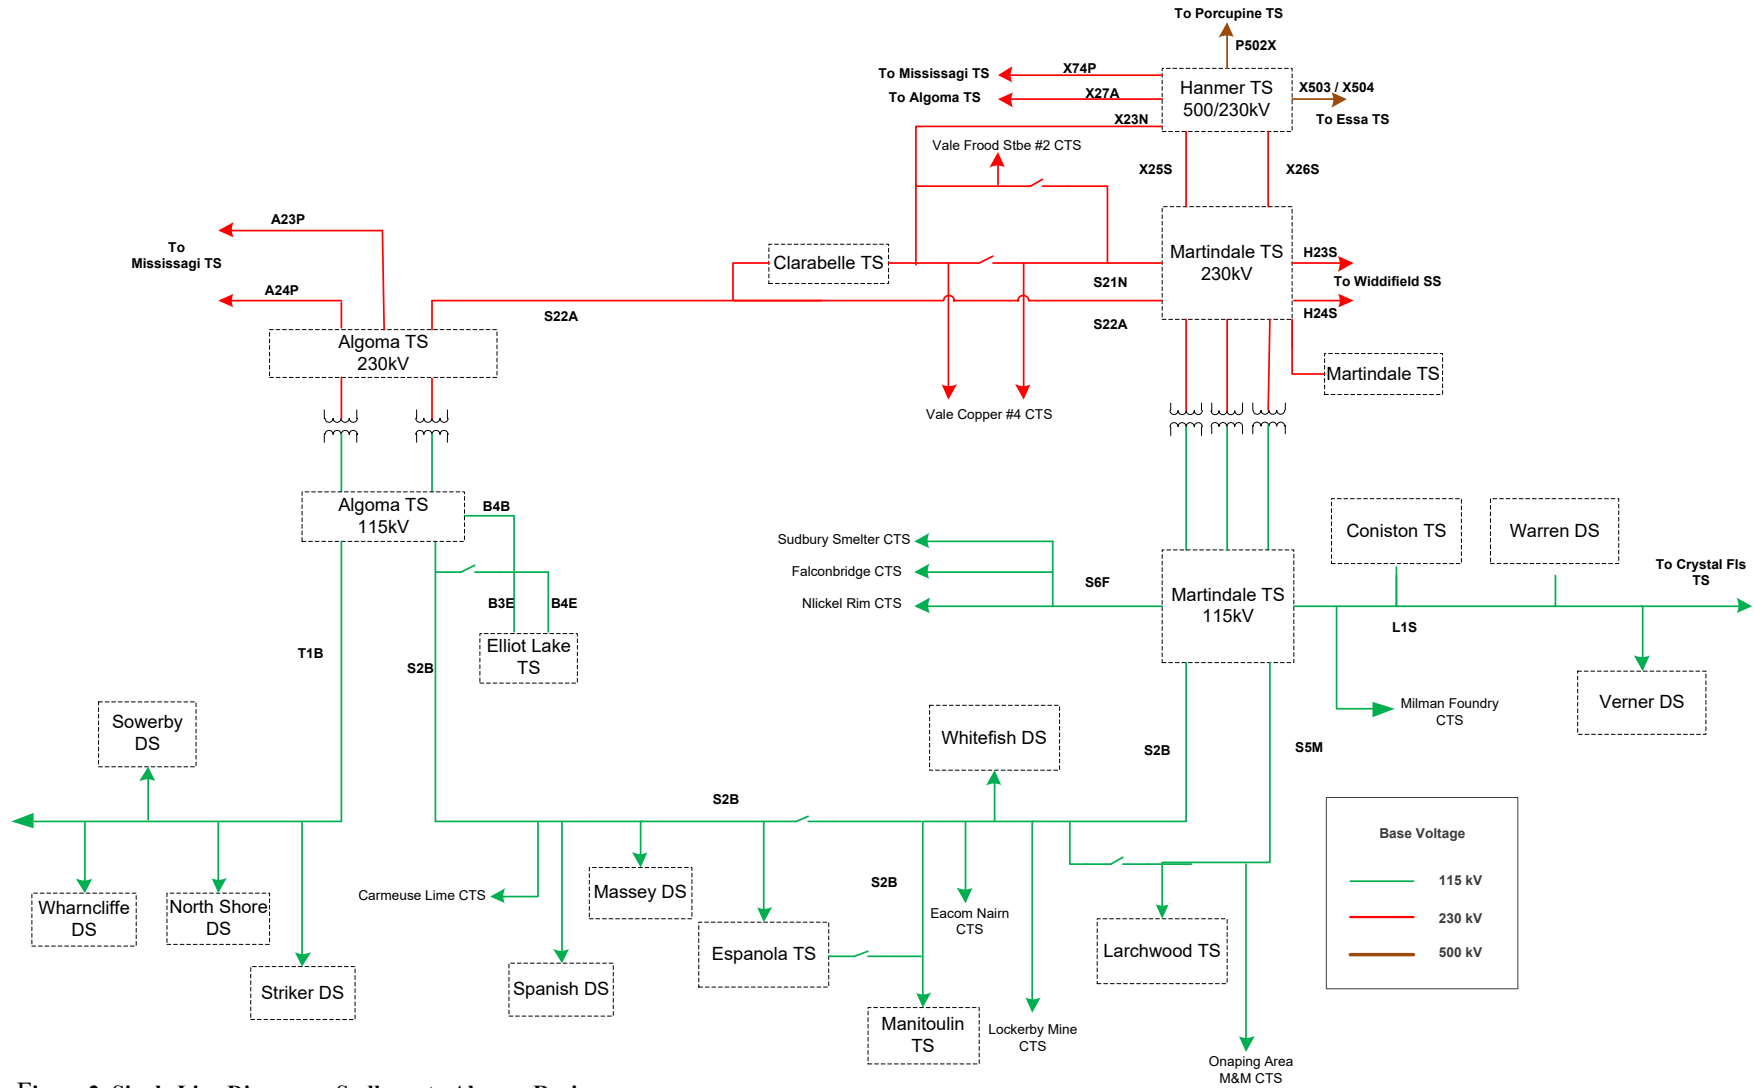 To Porcupine TS
P502X
To Mississagi TS
X74P
Hanmer TS
500/230kV
X503 / X504
To Algoma TS
X27A
To Essa TS
X23N
Vale Frood Stbe #2 CTS
X25S
X26S
A23P
To
Mississagi TS
Clarabelle TS
Martindale TS
230kV
H23S
To Widdifield SS
A24P
S21N
H24S
S22A
S22A
Algoma TS
230kV
Martindale TS
Vale Copper #4 CTS
Algoma TS
115kV
B4B
Coniston TS
Warren DS
Sudbury Smelter CTS
Falconbridge CTS
S6F
Nlickel Rim CTS
Martindale TS
115kV
To Crystal Fls
TS
L1S
B3E
B4E
Elliot Lake
TS
T1B
S2B
Sowerby
DS
Whitefish DS
S2B
S5M
Milman Foundry
CTS
Verner DS
S2B
Base Voltage
115 kV
230 kV
500 kV
Wharncliffe
DS
North Shore
DS
Striker DS
Carmeuse Lime CTS
Massey DS
S2B
Eacom Nairn
CTS
Espanola TS
Larchwood TS
Spanish DS
Manitoulin
TS
Lockerby Mine
CTS
Onaping Area
M&M CTS